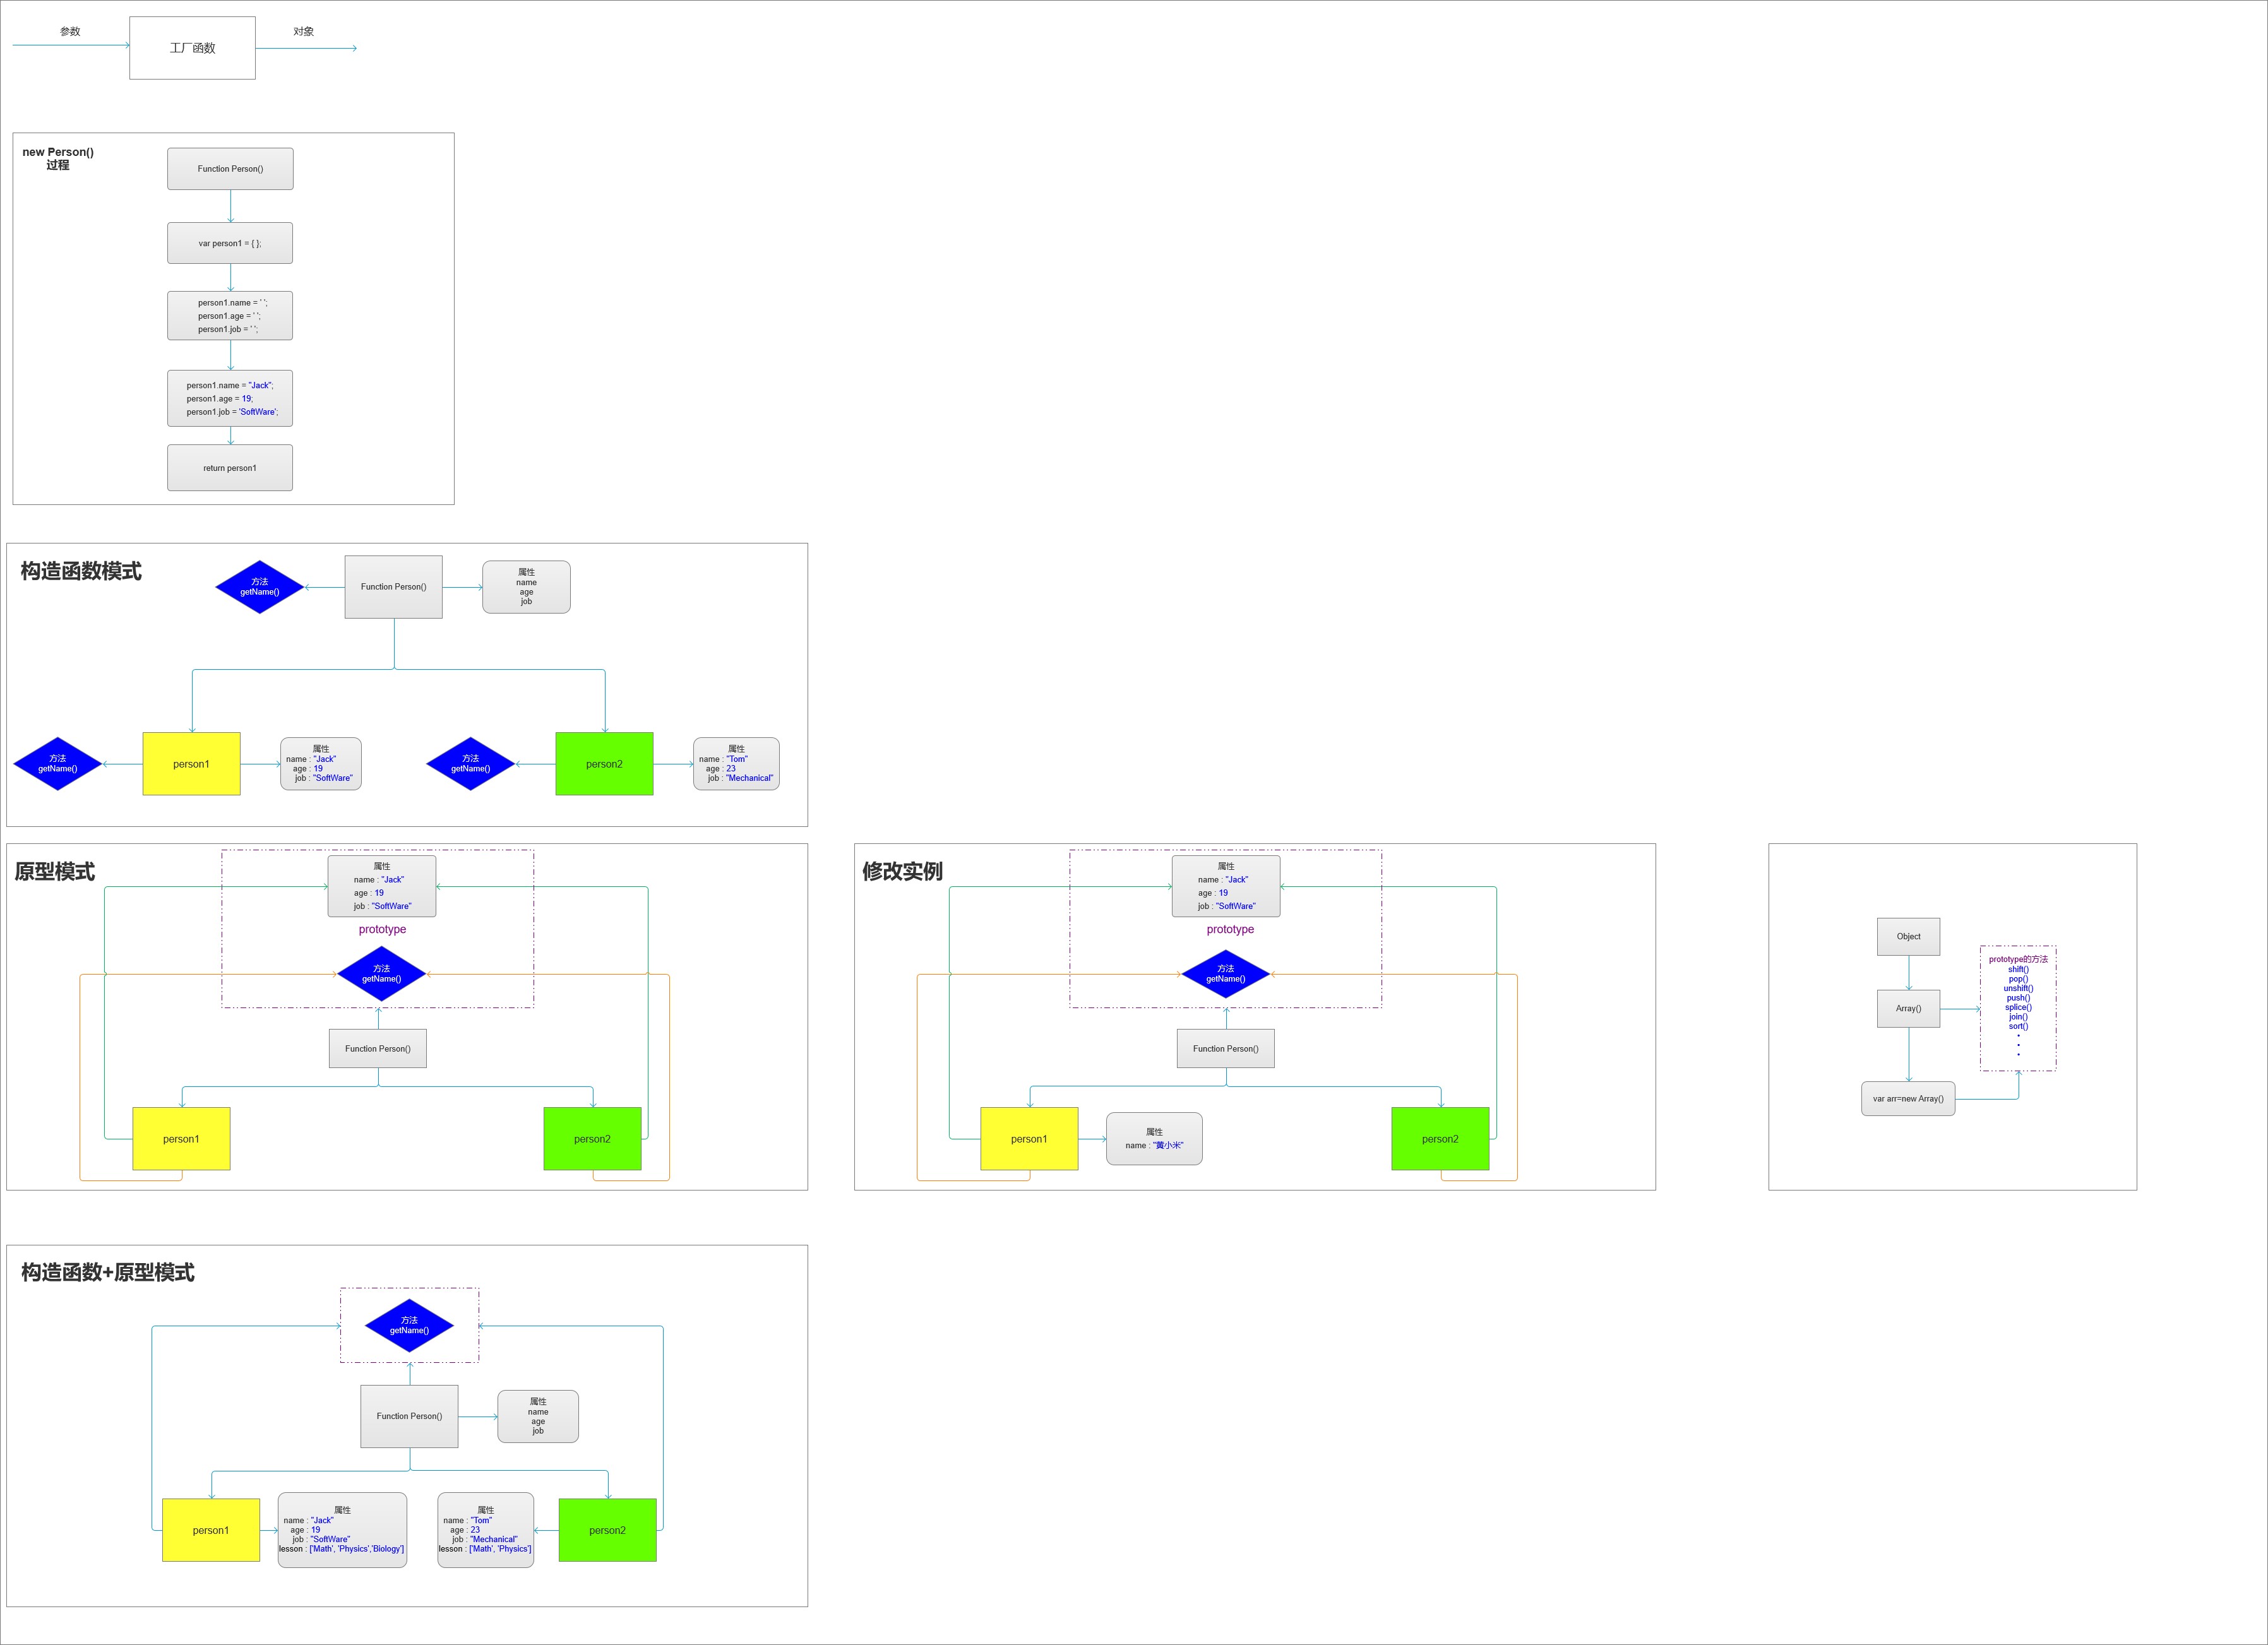 参数
工厂函数
对象
new Person()
过程
Function Person()
var person1 = { };
person1.name = ' ';
person1.age = ' ';
person1.job = ' ';
person1.name = "Jack";
person1.age = 19;
person1.job = 'SoftWare';
return person1
构造函数模式
方法
getName()
Function Person()
属性
name
age
job
方法
getName()
person1
属性
name : "Jack"
age : 19
job : "SoftWare"
方法
getName()
person2
属性
name : "Tom"
age : 23
job : "Mechanical"
原型模式
属性
name : "Jack"
age : 19
job : "SoftWare"
prototype
方法
getName()
Function Person()
person1
person2
修改实例
属性
name : "Jack"
age : 19
job : "SoftWare"
prototype
方法
getName()
Function Person()
person1
属性
name : "黄小米"
person2
Object
Array()
prototype的方法
shift()
pop()
unshift()
push()
splice()
join()
sort()
•
•
•
var arr=new Array()
构造函数+原型模式
方法
getName()
Function Person()
属性
name
age
job
person1
属性
name : "Jack"
age : 19
job : "SoftWare"
lesson : ['Math', 'Physics','Biology']
属性
name : "Tom"
age : 23
job : "Mechanical"
lesson : ['Math', 'Physics']
person2